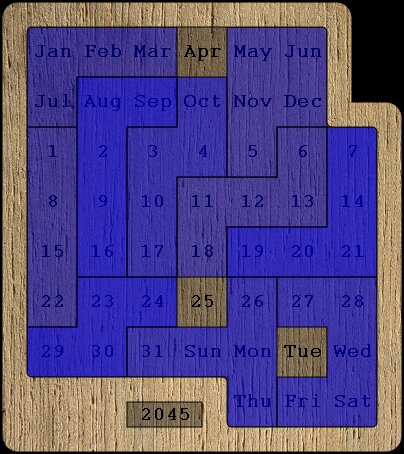 Jan Feb Mar Apr May Jun
Jul Aug Sep Oct Nov Dec
1 2 3 4 5 6 7
8 9 10 11 12 13 14
15 16 17 18 19 20 21
22 23 24 25 26 27 28
29 30 31 Sun Mon Tue Wed
Thu Fri Sat
2045